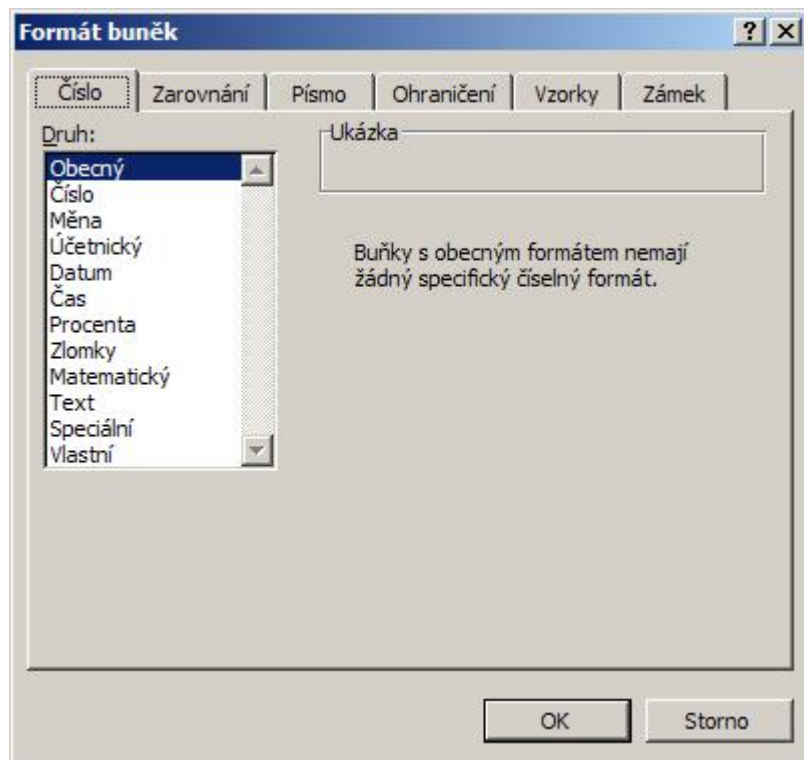 Formát buněk
Číslo Zarovnání Písmo Ohraničení Vzorky Zámek
Druh:
Obecný
Číslo
Měna
Účetnický
Datum
Čas
Procenta
Zlomky
Matematický
Text
Speciální
Vlastní
Ukázka
Buňky s obecným formátem nemají
žádný specifický číselný formát.
OK Storno